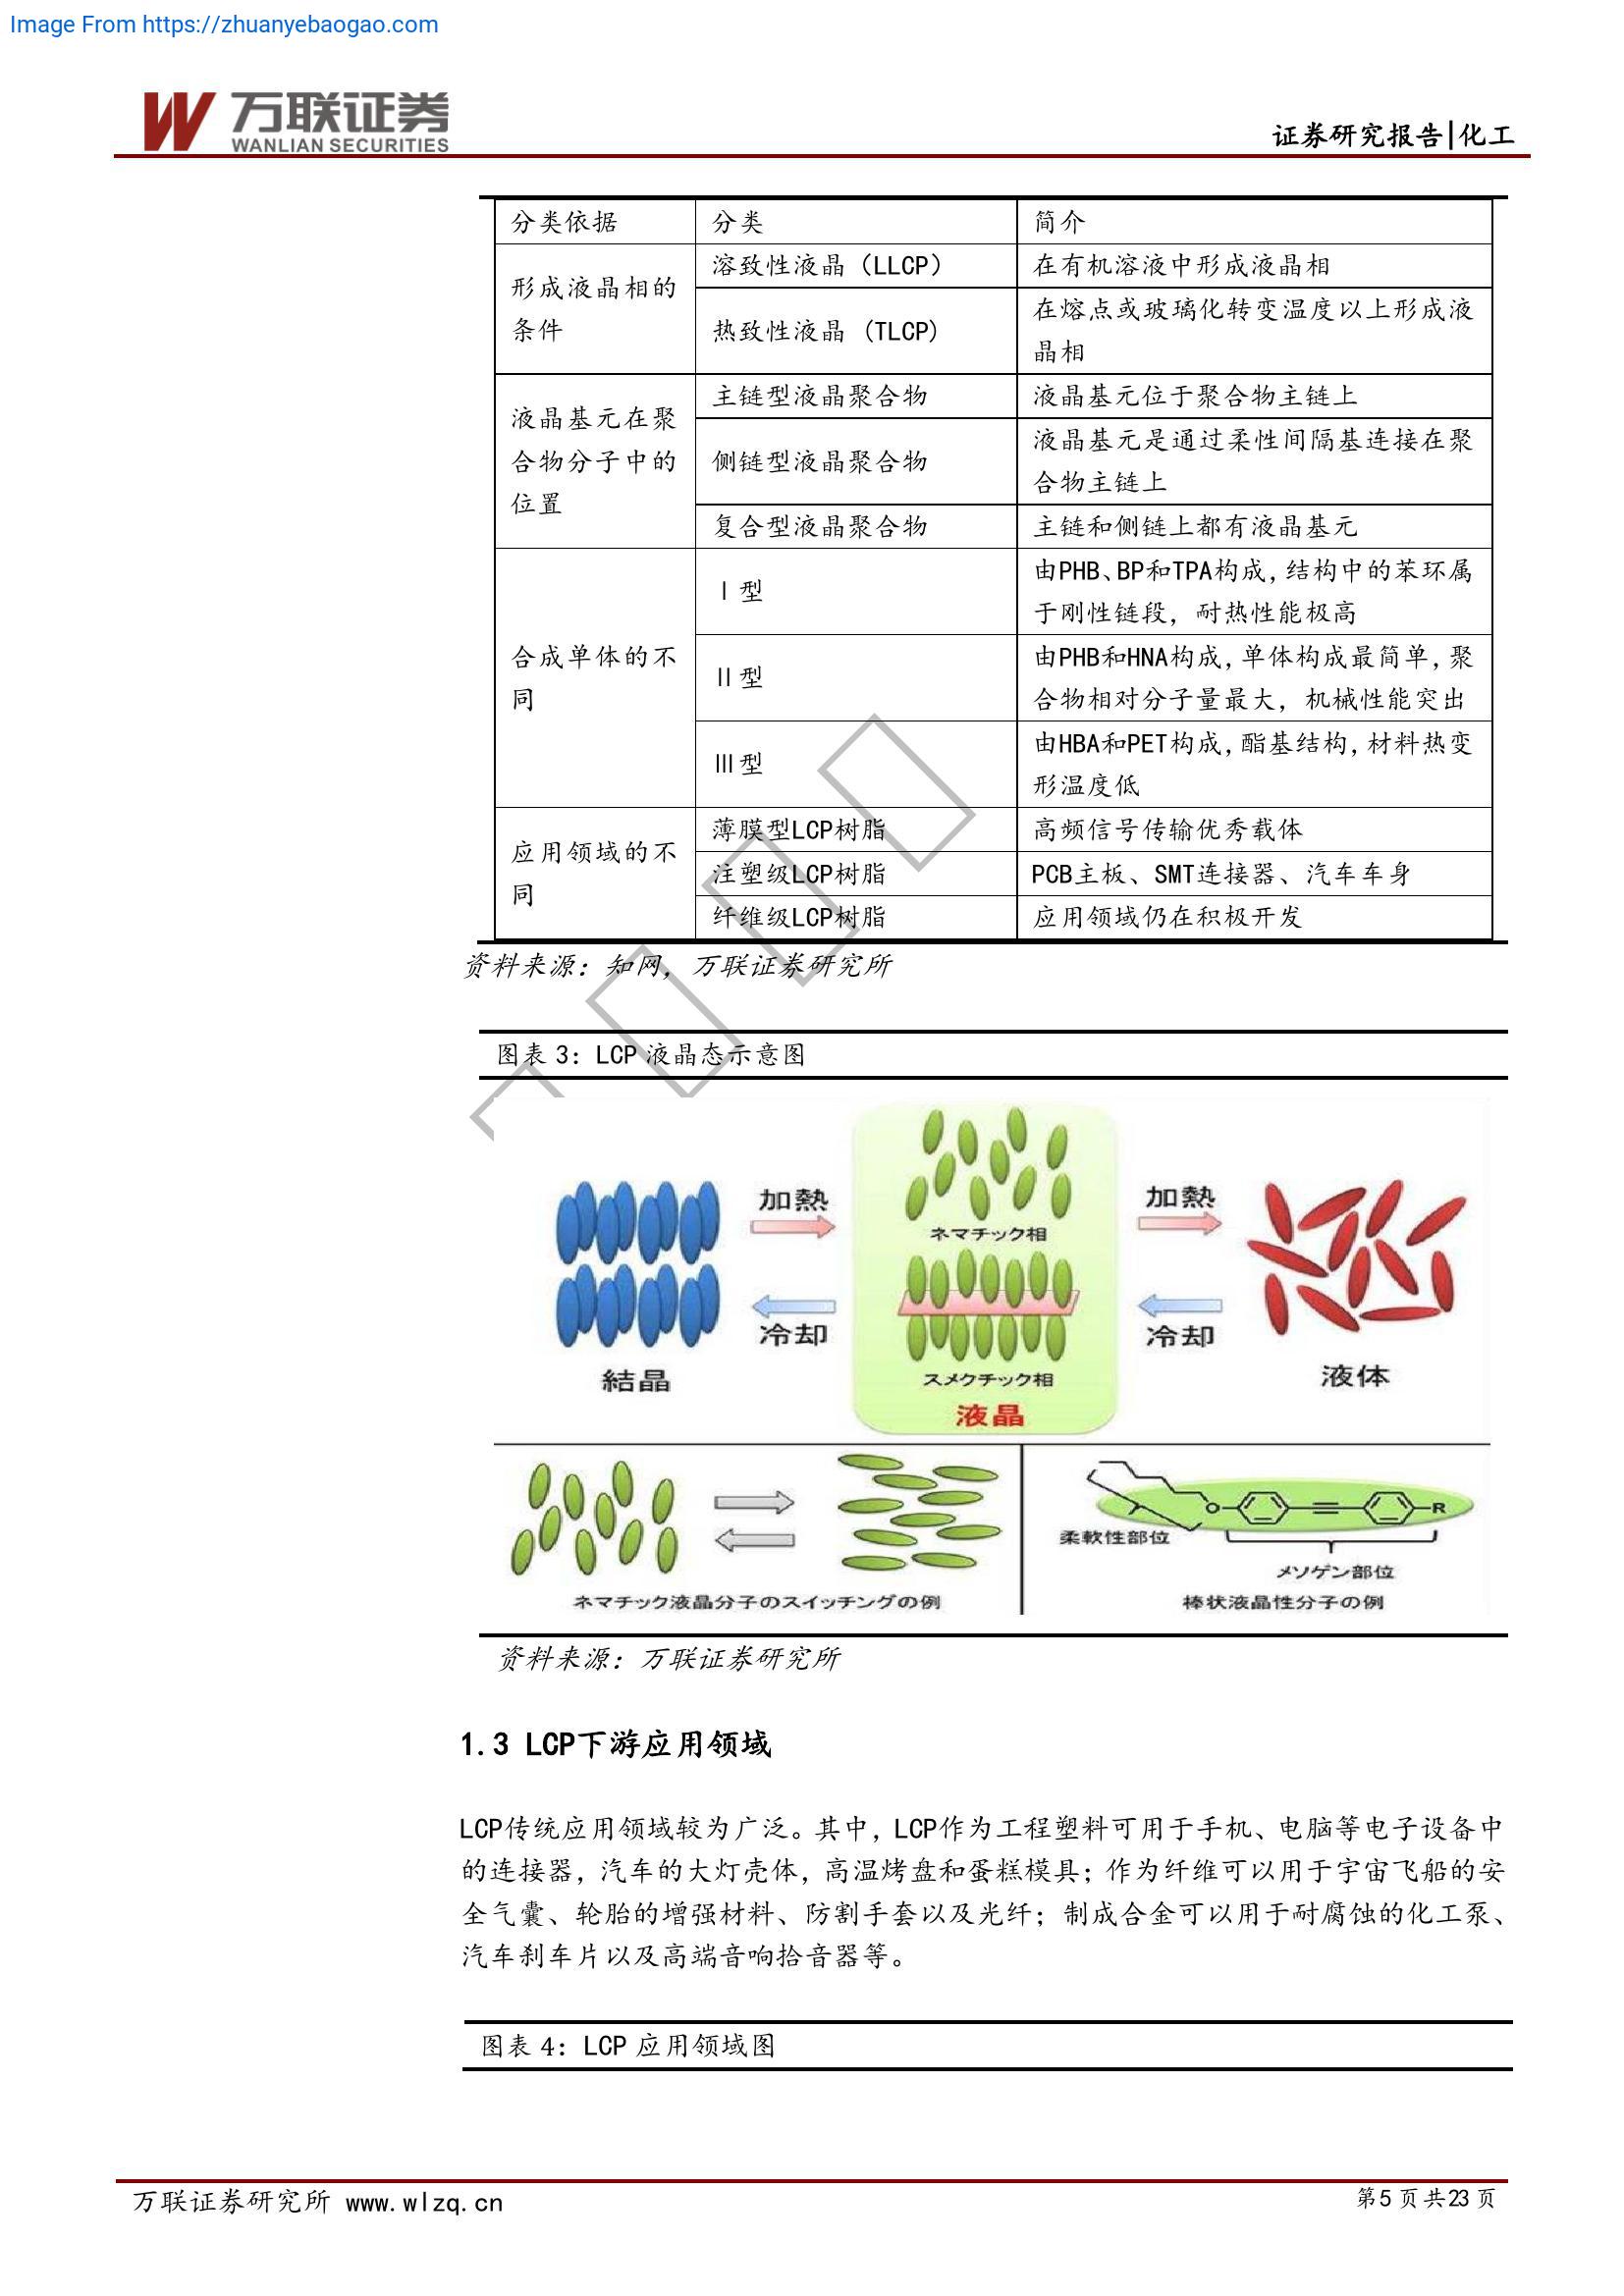 Image From https://zhuanyebaogao.com
万联证券
WANLIAN SECURITIES
证券研究报告|化工
分类依据 分类 简介
形成液晶相的
条件
溶致性液晶（LLCP） 在有机溶液中形成液晶相
热致性液晶 (TLCP)
在熔点或玻璃化转变温度以上形成液
晶相
液晶基元在聚
合物分子中的
位置
主链型液晶聚合物 液晶基元位于聚合物主链上
侧链型液晶聚合物
液晶基元是通过柔性间隔基连接在聚
合物主链上
复合型液晶聚合物 主链和侧链上都有液晶基元
合成单体的不
同
Ⅰ型
由PHB、BP和TPA构成，结构中的苯环属
于刚性链段，耐热性能极高
Ⅱ型
由PHB和HNA构成，单体构成最简单，聚
合物相对分子量最大，机械性能突出
Ⅲ型
由HBA和PET构成，酯基结构，材料热变
形温度低
应用领域的不
同
薄膜型LCP树脂 高频信号传输优秀载体
注塑级LCP树脂 PCB主板、SMT连接器、汽车车身
纤维级LCP树脂 应用领域仍在积极开发
资料来源：知网，万联证券研究所
图表 3：LCP 液晶态示意图
加熱 加熱
ネマチック相
冷却 冷却
結晶 スメクチック相 液体
液晶
O R
柔軟性部位
メソゲン部位
ネマチック液晶分子のスイッチングの例 棒状液晶性分子の例
资料来源：万联证券研究所
1.3 LCP下游应用领域
LCP传统应用领域较为广泛。其中，LCP作为工程塑料可用于手机、电脑等电子设备中
的连接器，汽车的大灯壳体，高温烤盘和蛋糕模具；作为纤维可以用于宇宙飞船的安
全气囊、轮胎的增强材料、防割手套以及光纤；制成合金可以用于耐腐蚀的化工泵、
汽车刹车片以及高端音响拾音器等。
图表 4：LCP 应用领域图
万联证券研究所 www.wlzq.cn 第5 页 共23 页